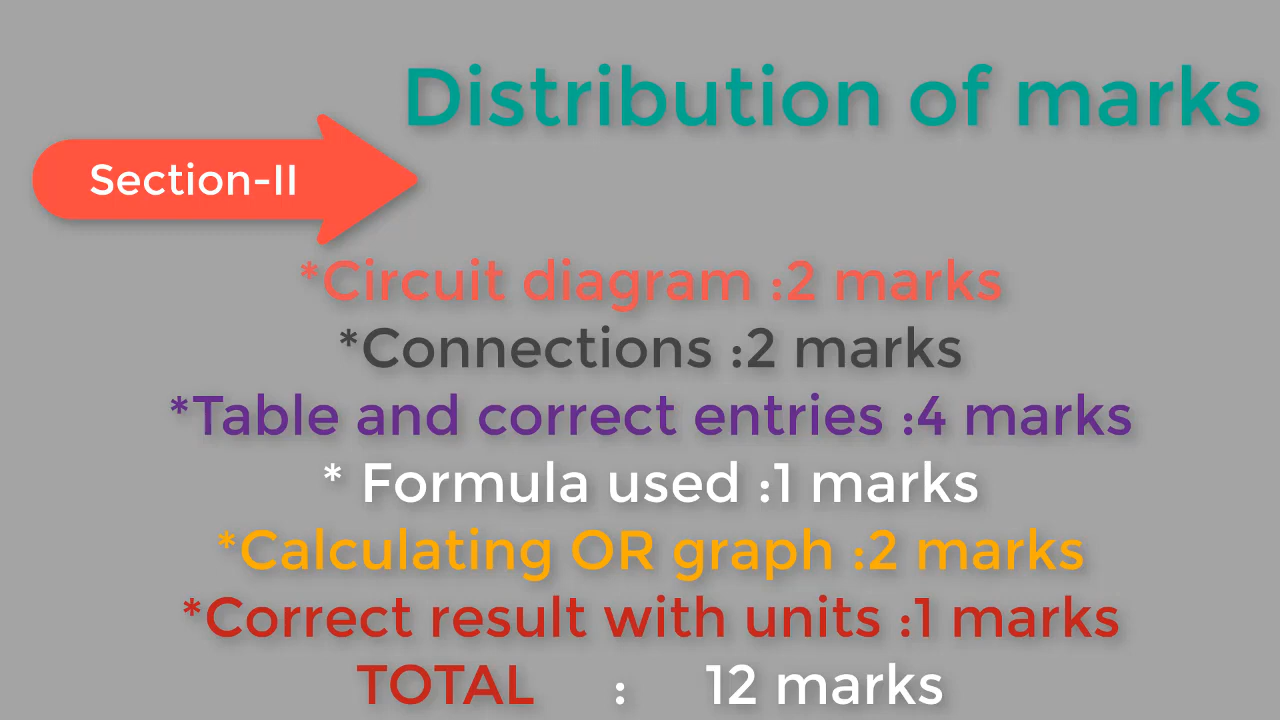 Distribution of marks
Section-II
*Circuit diagram :2 marks
*Connections :2 marks
*Table and correct entries :4 marks
* Formula used :1 marks
*Calculating OR graph :2 marks
*Correct result with units :1 marks
TOTAL : 12 marks